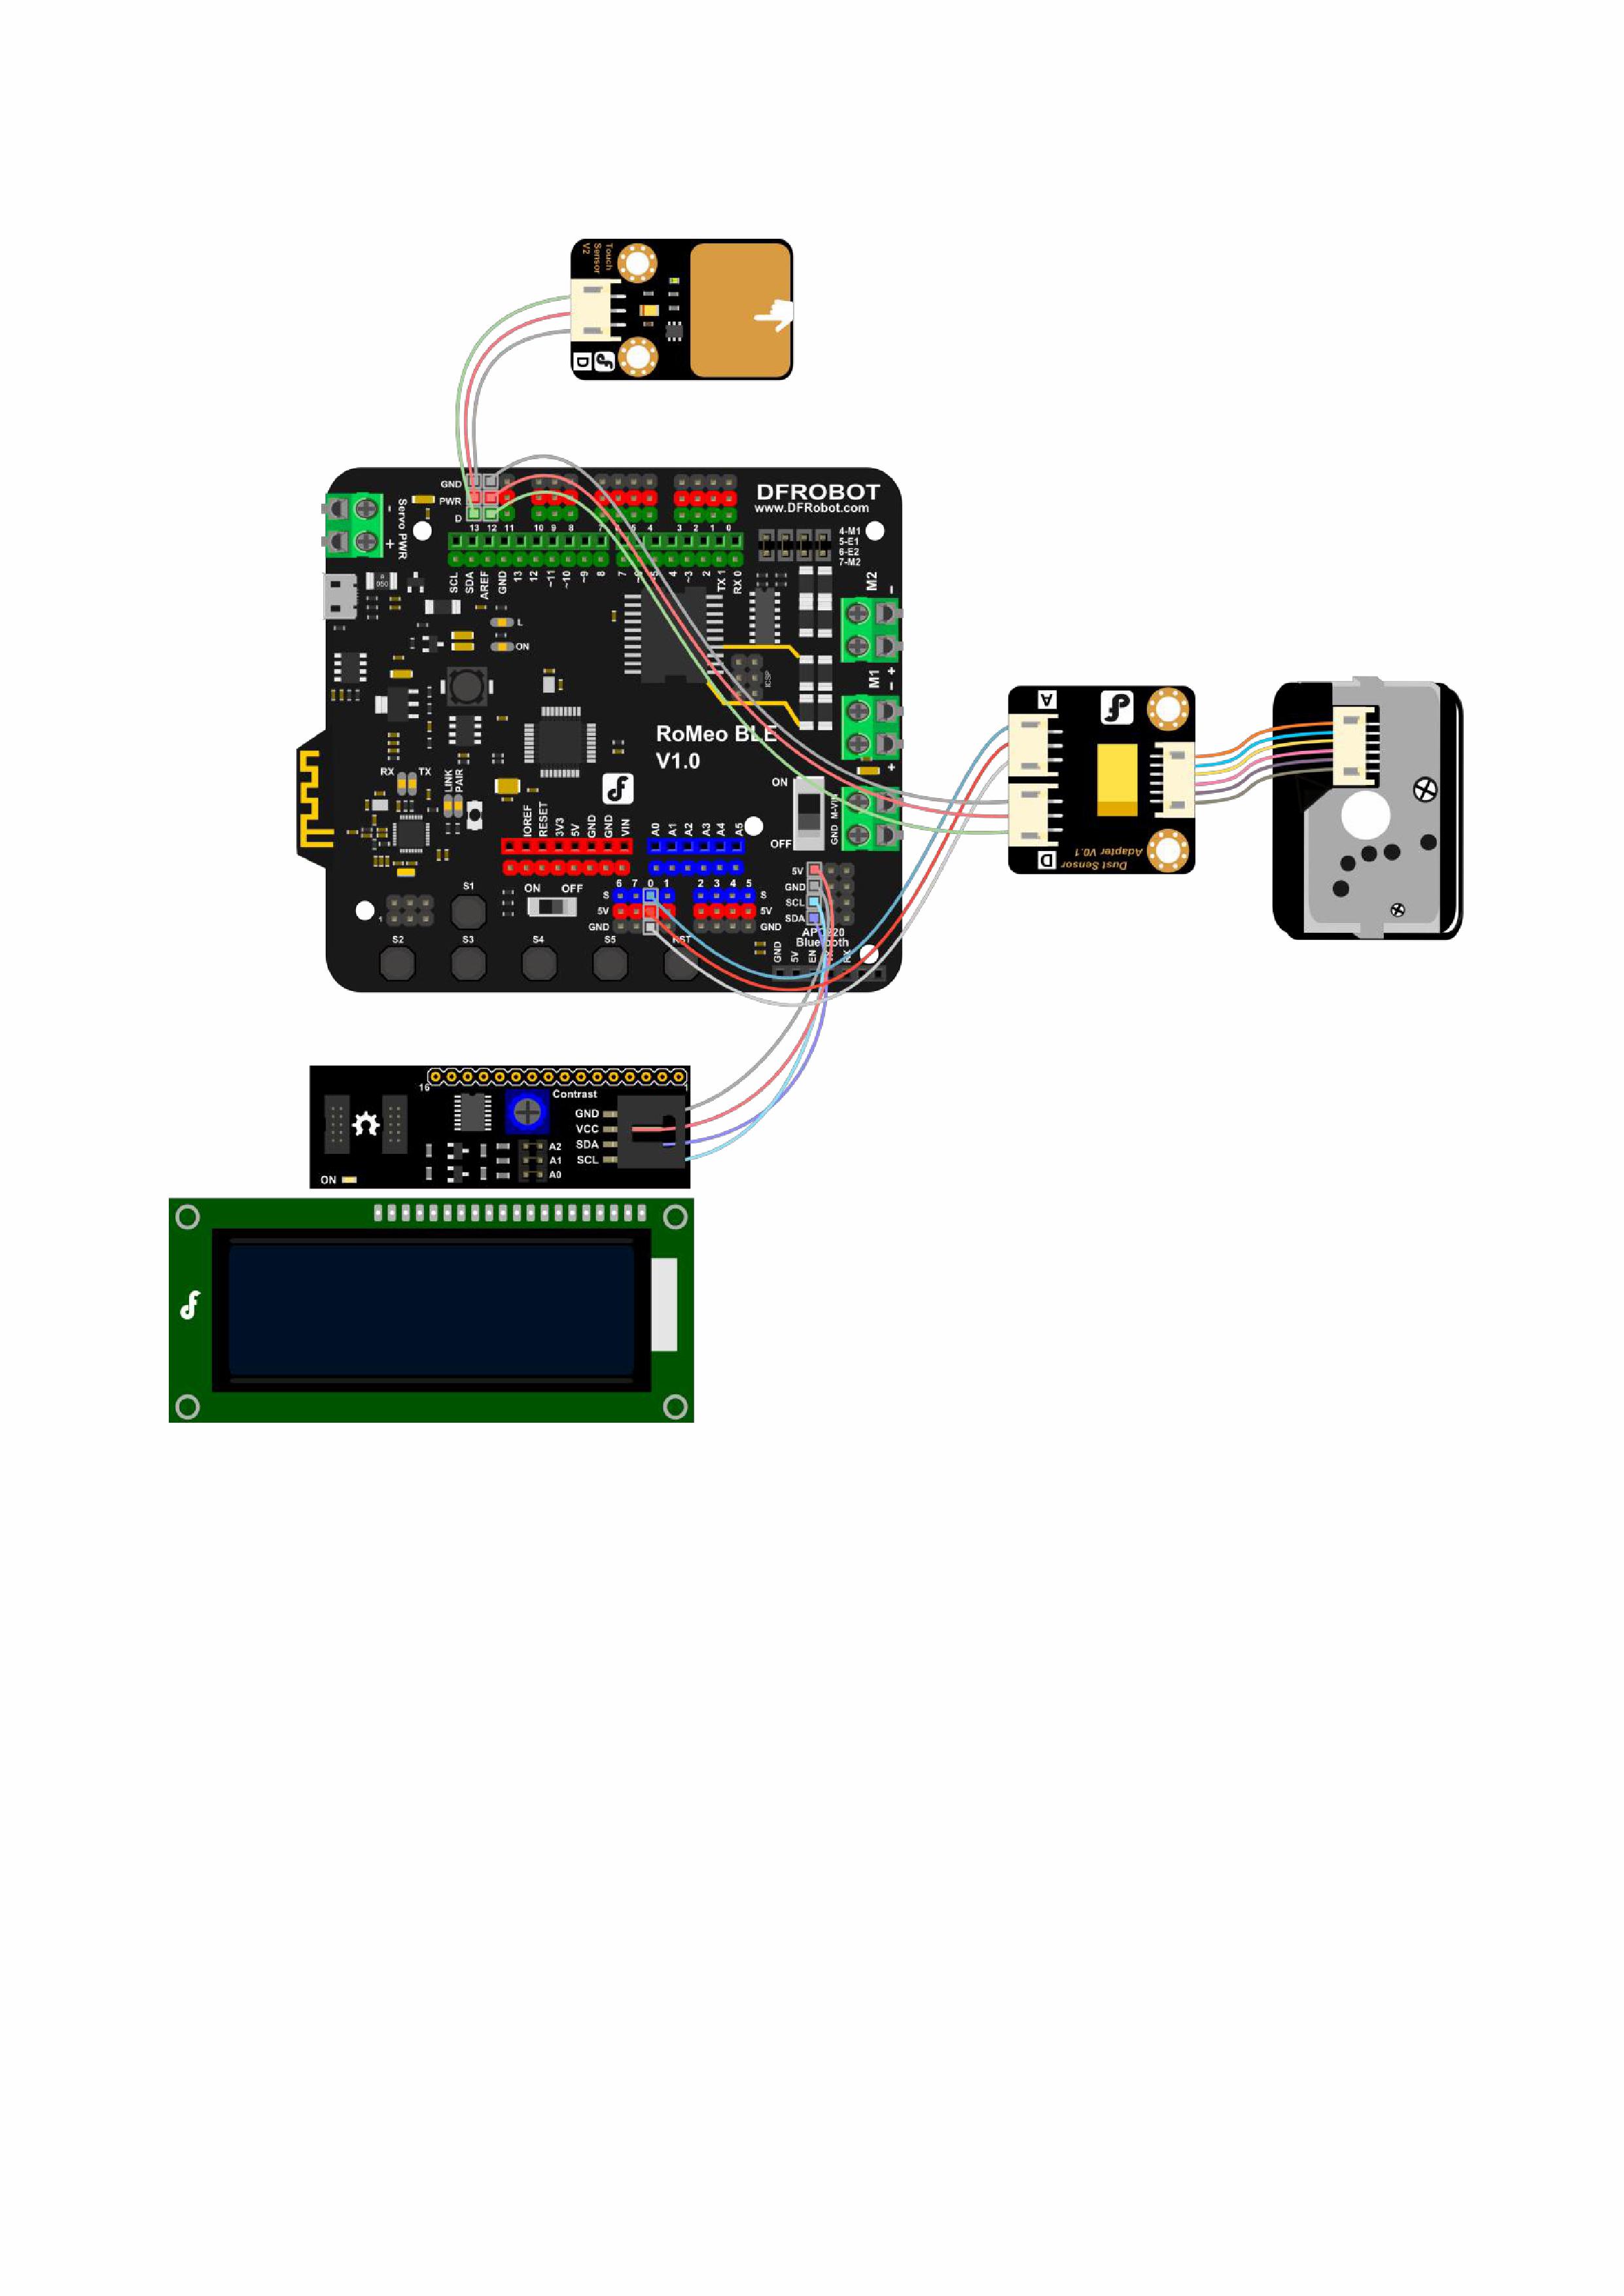 Touch
Sensor
V2
D
GND
PWR
D
13 12 11 10 9 8 7 6 5 4 3 2 1 0
DFROBOT
www.DFRobot.com
Servo PWR
-
+
4-M1
5-E1
6-E2
7-M2
SCL
SDA
AREF
GND
13
12
~11
~10
~9
8
7
~5
4
~3
2
TX 1
RX 0
M2
-
+
L
ON
ICSP
M1
-
+
RoMeo BLE
V1.0
RX TX
LINK
PAIR
ON
OFF
M-VIN
GND
IOREF
RESET
3V3
5V
GND
GND
VIN
A0
A1
A2
A3
A4
A5
S1
ON OFF
6 7 0 1 2 3 4 5
S S
5V 5V
GND GND
5V
GND
SCL
SDA
Bluetooth
GND
5V
EN
RX
1
S2 S3 S4 S5 RST
A
D
Dust Sensor
Adapter V0.1
16
1
Contrast
GND
VCC
SDA
SCL
A2
A1
A0
ON